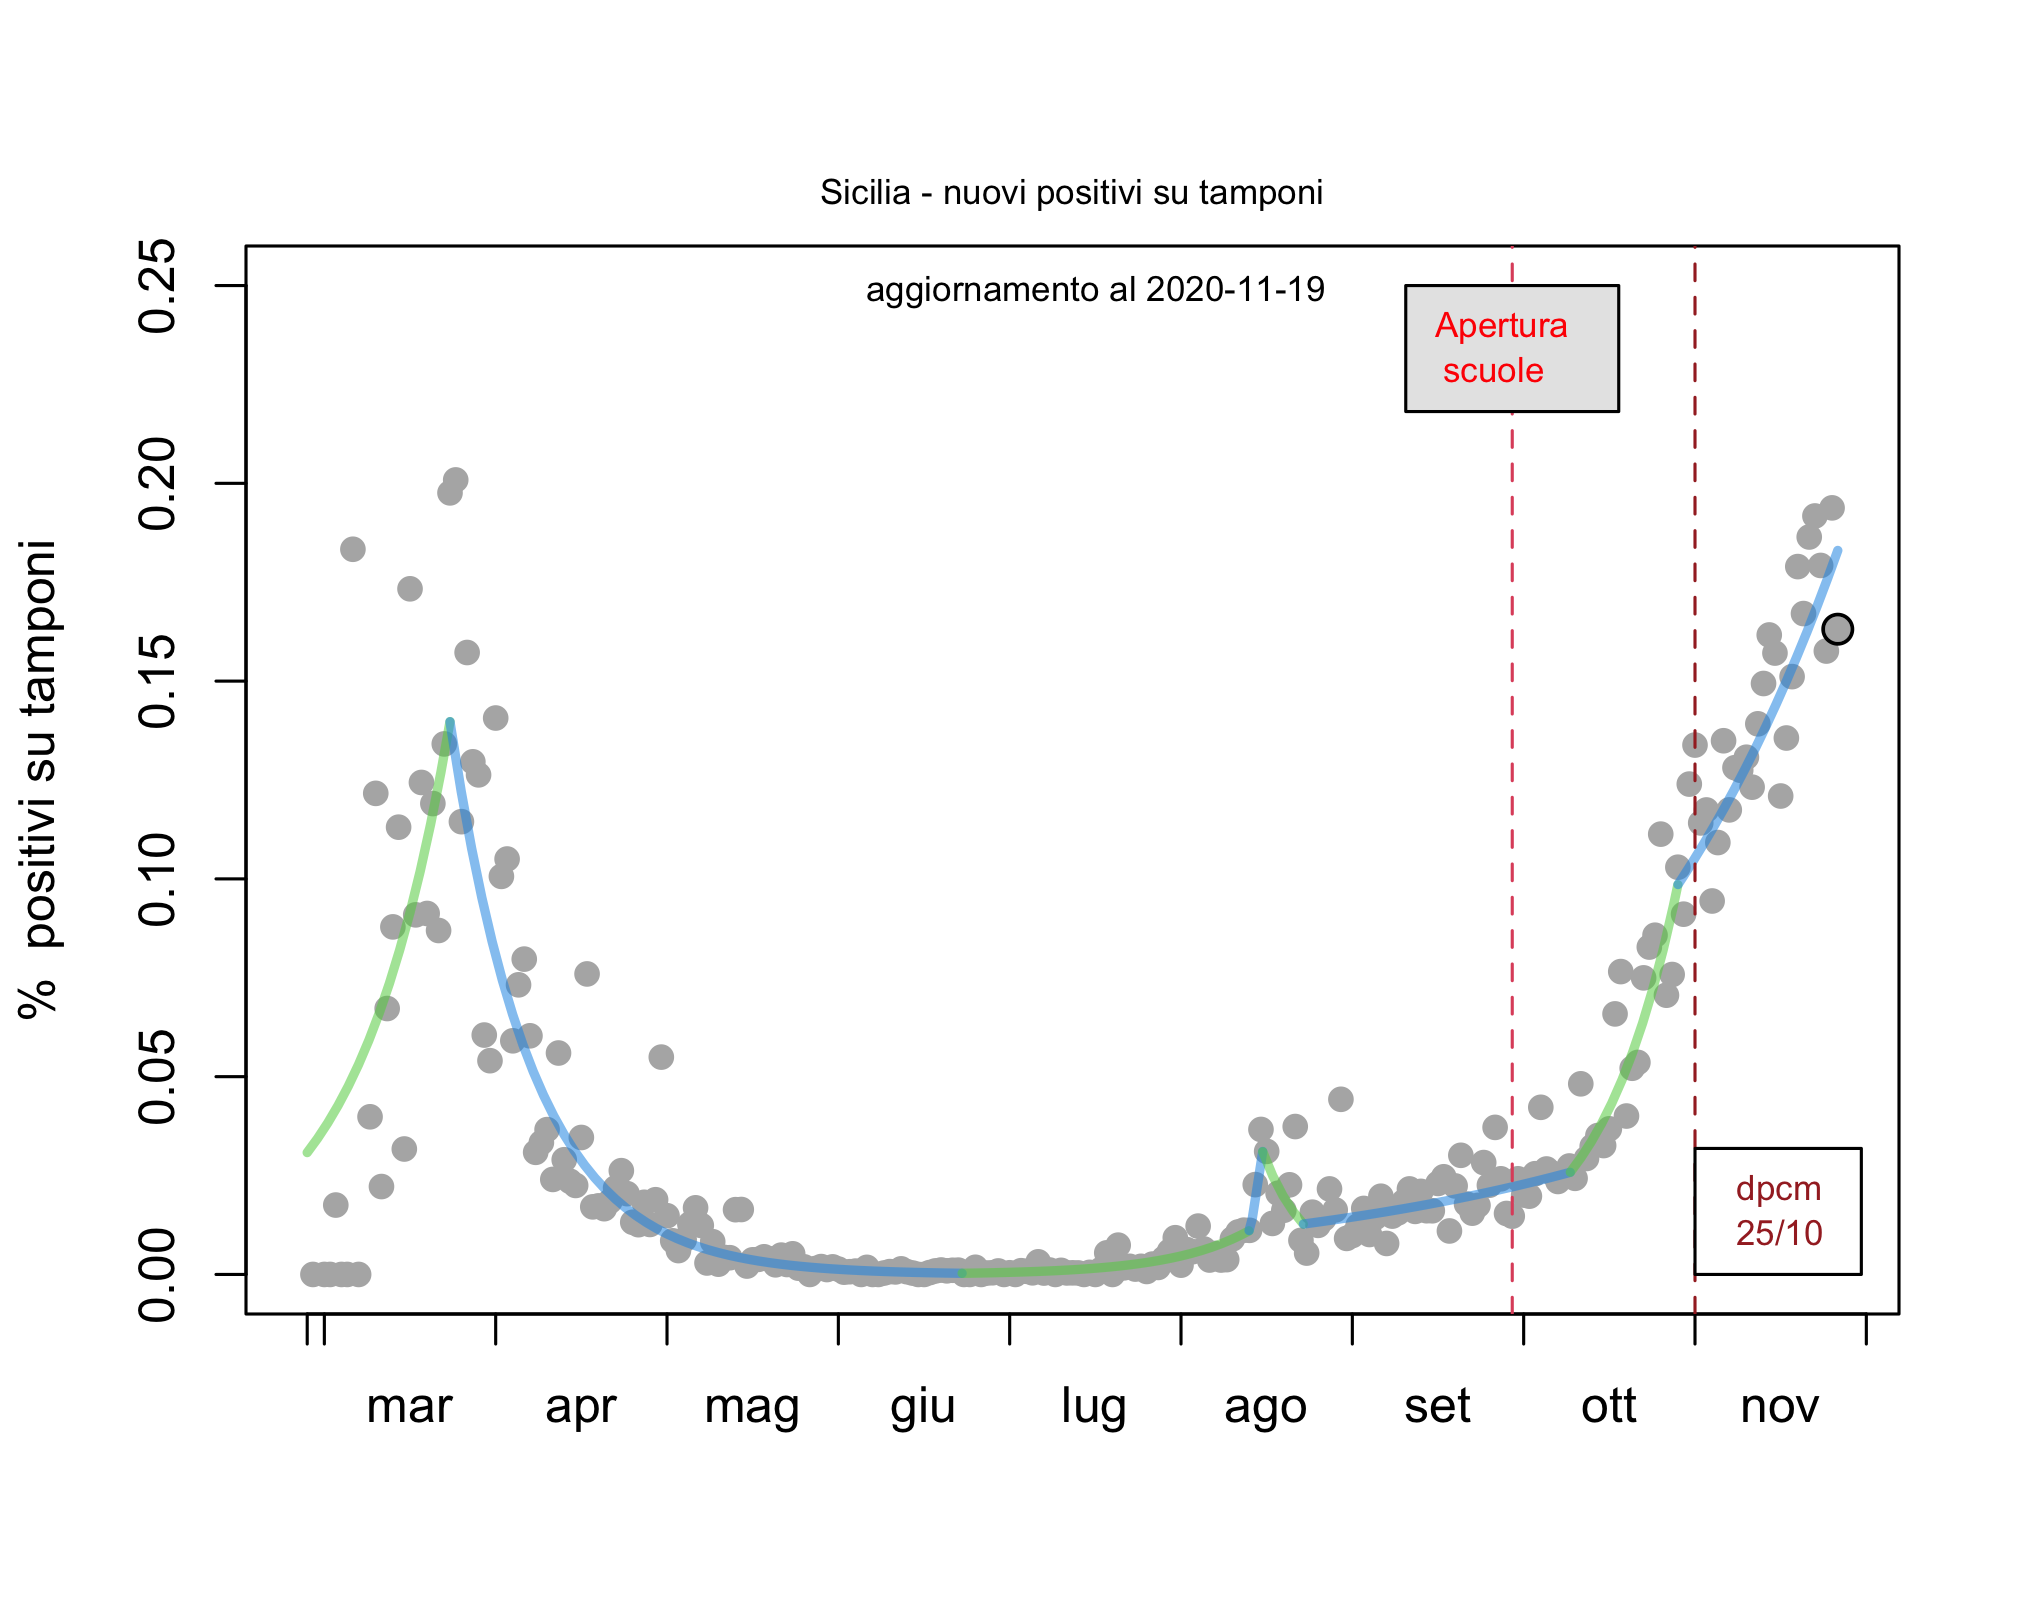 Sicilia - nuovi positivi su tamponi
aggiornamento al 2020-11-19
Apertura
scuole
% positivi su tamponi
0.25
0.20
0.15
0.10
0.05
0.00
dpcm
25/10
mar apr mag giu lug ago set ott nov